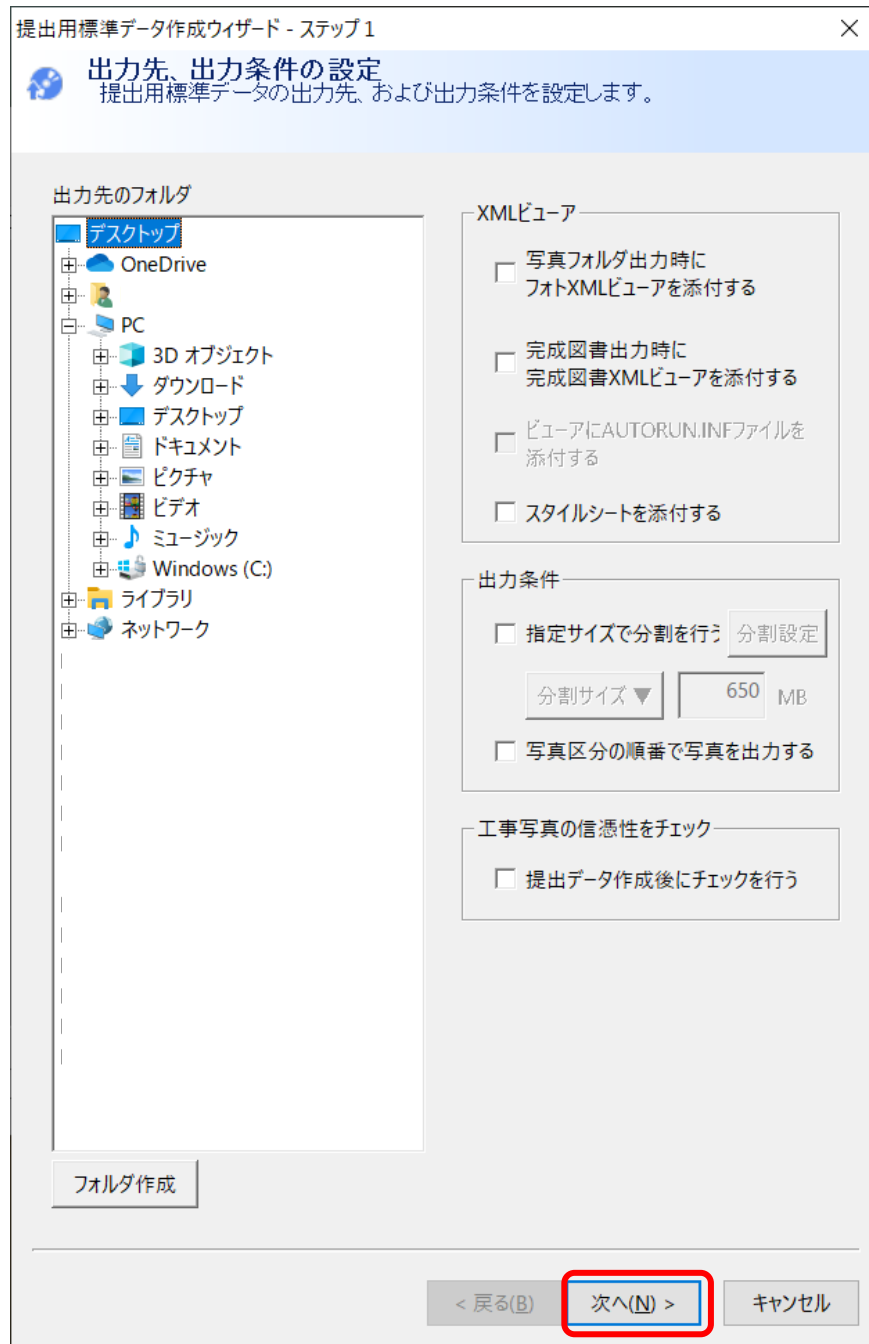 提出用標準データ作成ウィザード - ステップ1
出力先、出力条件の設定
提出用標準データの出力先、および出力条件を設定します。
出力先のフォルダ
デスクトップ
OneDrive
PC
3D オブジェクト
ダウンロード
デスクトップ
ドキュメント
ピクチャ
ビデオ
ミュージック
Windows (C:)
ライブラリ
ネットワーク
フォルダ作成
XMLビューア
写真フォルダ出力時に
フォトXMLビューアを添付する
完成図書出力時に
完成図書XMLビューアを添付する
ビューアにAUTORUN.INFファイルを
添付する
スタイルシートを添付する
出力条件
指定サイズで分割を行う 分割設定
分割サイズ ▼ 650 MB
写真区分の順番で写真を出力する
工事写真の信憑性をチェック
提出データ作成後にチェックを行う
< 戻る(B) 次へ(N) > キャンセル